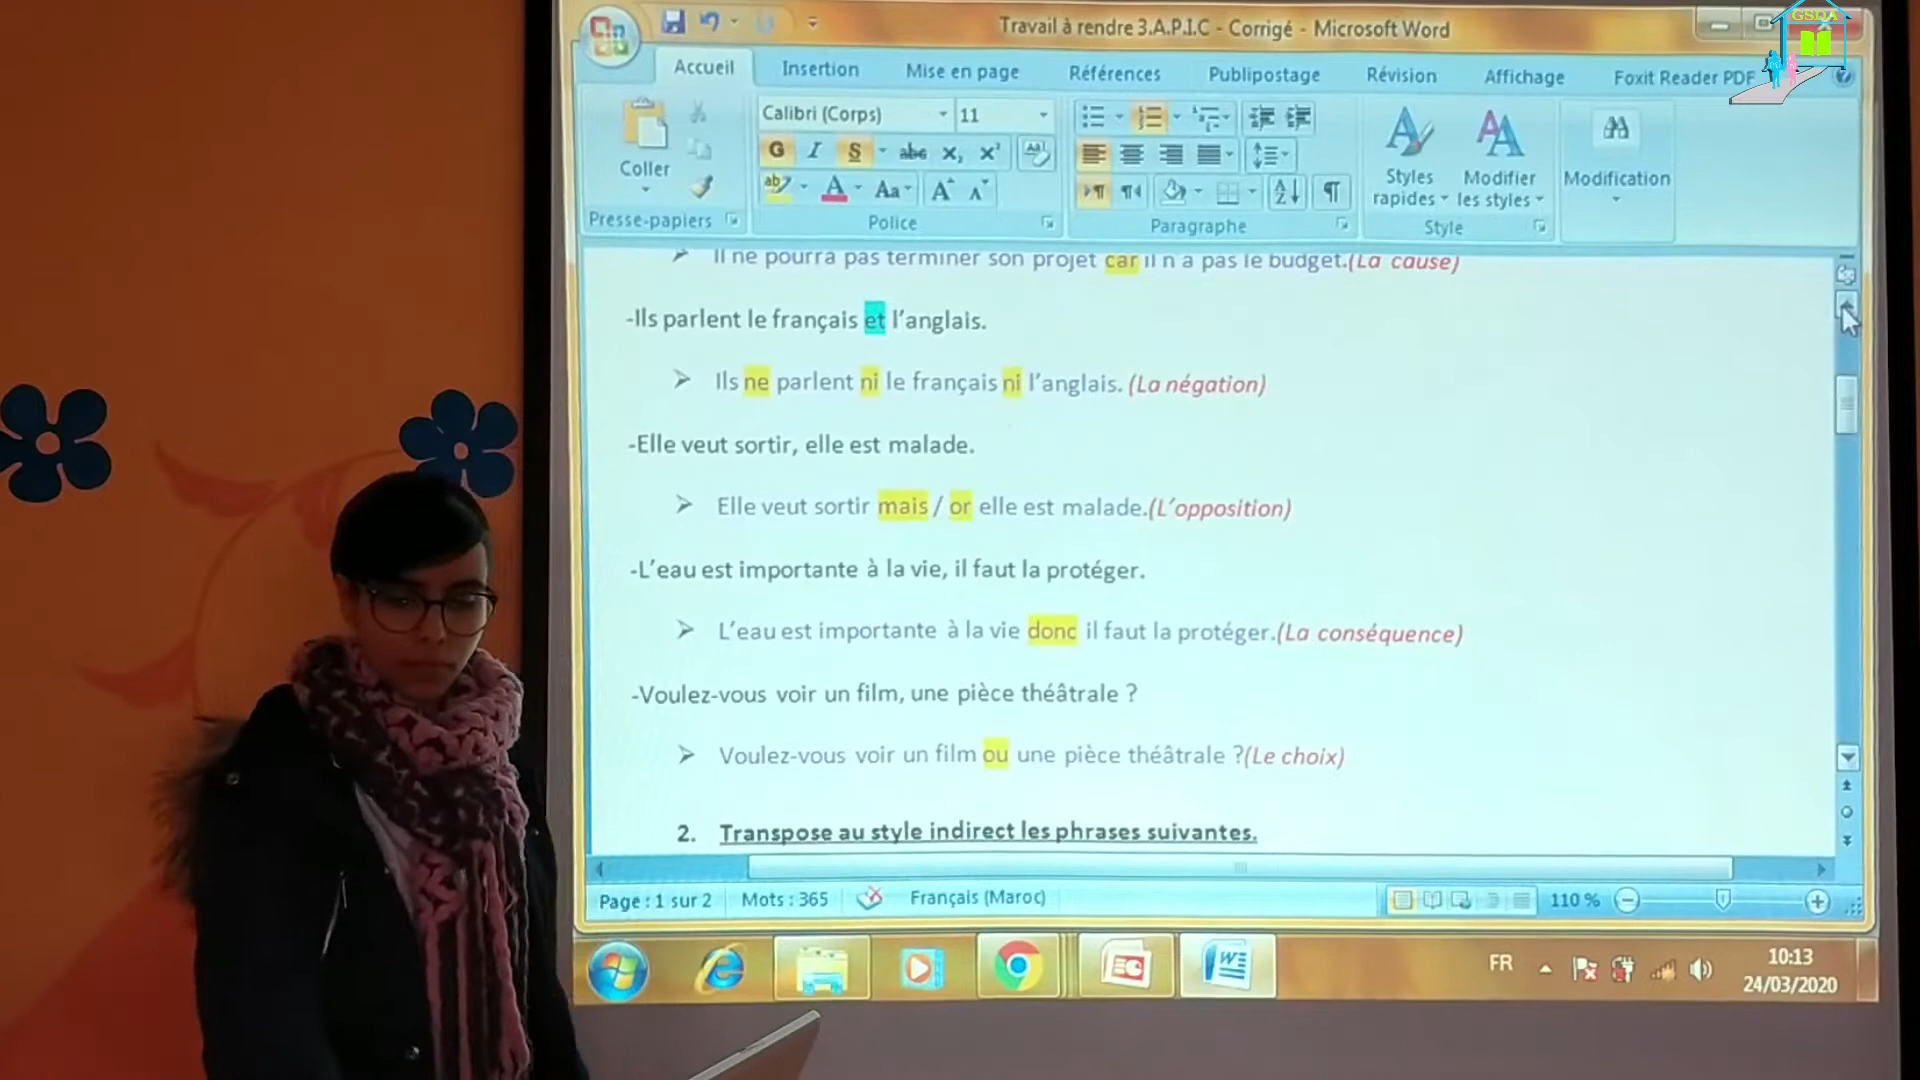 Travail à rendre 3.A.P.I.C - Corrigé - Microsoft Word
GSDA
Accueil Insertion Mise en page Références Publipostage Révision Affichage Foxit Reader PDF
Calibri (Corps) 11
G I S abc X₂ X²
Coller
ab A Aa A A
Styles rapides
Modifier les styles
Modification
Presse-papiers Police Paragraphe Style
Il ne pourra pas terminer son projet car il n'a pas le budget.(La cause)
-Ils parlent le français et l'anglais.
Ils ne parlent ni le français ni l'anglais. (La négation)
-Elle veut sortir, elle est malade.
Elle veut sortir mais / or elle est malade.(L'opposition)
-L'eau est importante à la vie, il faut la protéger.
L'eau est importante à la vie donc il faut la protéger.(La conséquence)
-Voulez-vous voir un film, une pièce théâtrale ?
Voulez-vous voir un film ou une pièce théâtrale ?(Le choix)
2. Transpose au style indirect les phrases suivantes.
Page : 1 sur 2 Mots : 365 Français (Maroc) 110 %
FR 10:13
24/03/2020